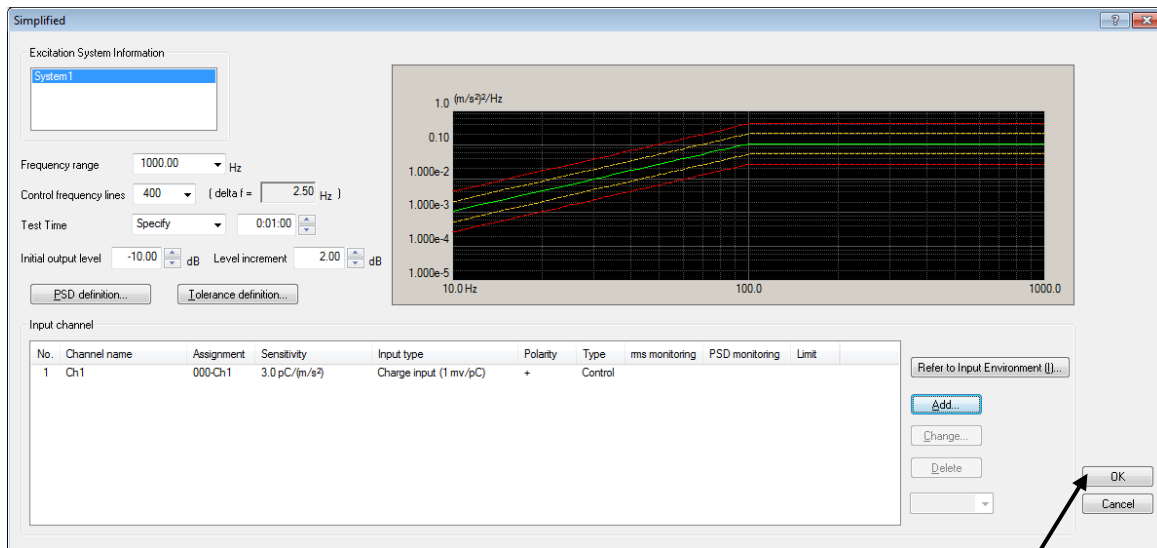 Simplified
Excitation System Information
System1
Frequency range 1000.00 Hz
Control frequency lines 400 ( delta f = 2.50 Hz )
Test Time Specify 0:01:00
Initial output level -10.00 dB Level increment 2.00 dB
PSD definition... Tolerance definition...
1.0 (m/s²)²/Hz
0.10
1.000e-2
1.000e-3
1.000e-4
1.000e-5
10.0 Hz 100.0 1000.0
Input channel
No. Channel name Assignment Sensitivity Input type Polarity Type rms monitoring PSD monitoring Limit
1 Ch1 000-Ch1 3.0 pC/(m/s²) Charge input (1 mv/pC) + Control
Refer to Input Environment (I)...
Add...
Change...
Delete
OK
Cancel